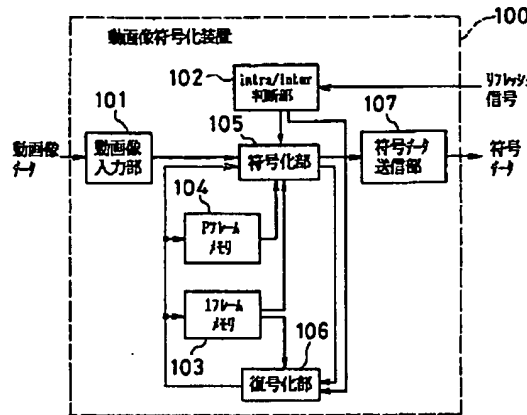 100
動画像符号化装置
102
intra/inter
判断部
リフレッシュ
信号
101
105
107
動画像
データ
動画像
入力部
符号化部
符号データ
送信部
符号
データ
104
Pフレーム
メモリ
Iフレーム
メモリ
103
106
復号化部